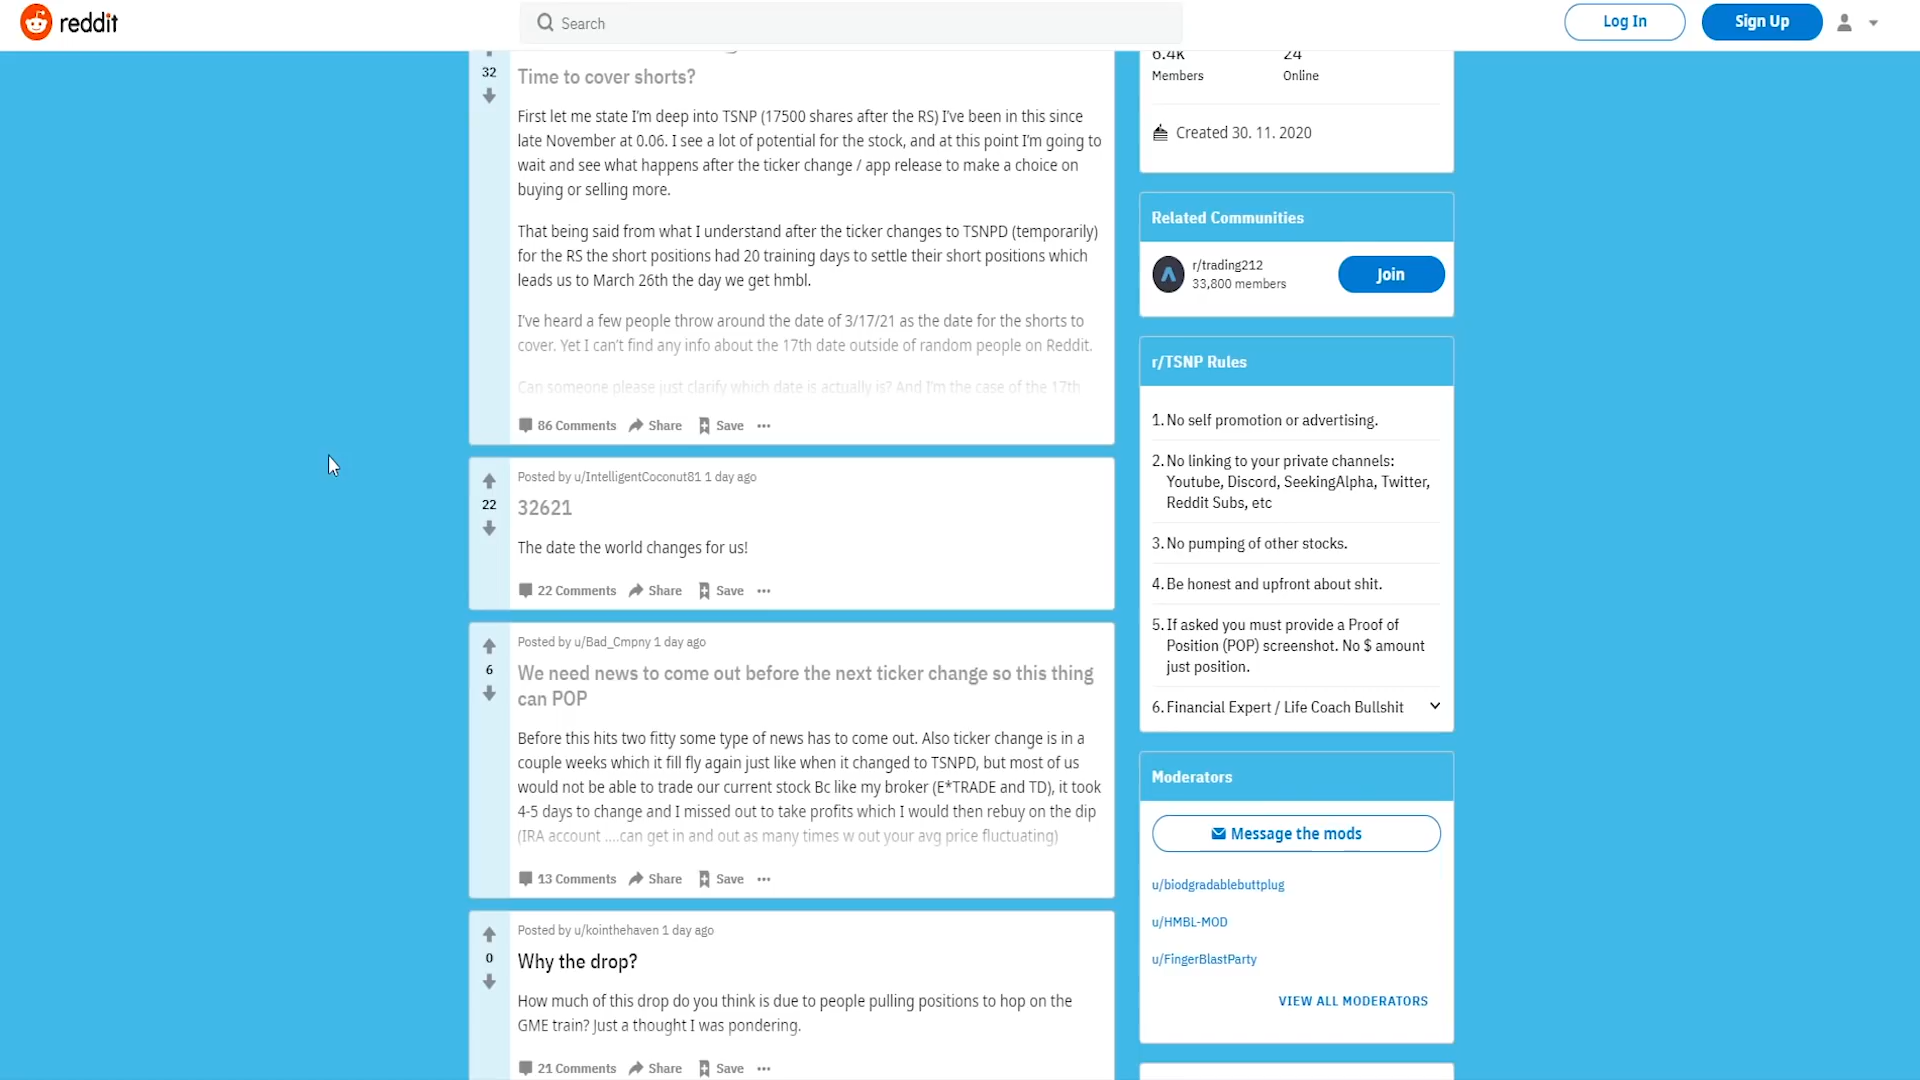 reddit
Search
Log In
Sign Up
32
Time to cover shorts?
First let me state I'm deep into TSNP (17500 shares after the RS) I've been in this since
late November at 0.06. I see a lot of potential for the stock, and at this point I'm going to
wait and see what happens after the ticker change / app release to make a choice on
buying or selling more.
That being said from what I understand after the ticker changes to TSNPD (temporarily)
for the RS the short positions had 20 training days to settle their short positions which
leads us to March 26th the day we get hmbl.
I've heard a few people throw around the date of 3/17/21 as the date for the shorts to
cover. Yet I can't find any info about the 17th date outside of random people on Reddit.
Can someone please just clarify which date is actually is? And I'm the case of the 17th
86 Comments Share Save
Posted by u/IntelligentCoconut81 1 day ago
22
32621
The date the world changes for us!
22 Comments Share Save
Posted by u/Bad_Cmpny 1 day ago
6
We need news to come out before the next ticker change so this thing
can POP
Before this hits two fitty some type of news has to come out. Also ticker change is in a
couple weeks which it fill fly again just like when it changed to TSNPD, but most of us
would not be able to trade our current stock Bc like my broker (E*TRADE and TD), it took
4-5 days to change and I missed out to take profits which I would then rebuy on the dip
(IRA account ....can get in and out as many times w out your avg price fluctuating)
13 Comments Share Save
Posted by u/kointhehaven 1 day ago
0
Why the drop?
How much of this drop do you think is due to people pulling positions to hop on the
GME train? Just a thought I was pondering.
21 Comments Share Save
6.4k 24
Members Online
Created 30. 11. 2020
Related Communities
r/trading212
33,800 members
Join
r/TSNP Rules
1. No self promotion or advertising.
2. No linking to your private channels:
Youtube, Discord, SeekingAlpha, Twitter,
Reddit Subs, etc
3. No pumping of other stocks.
4. Be honest and upfront about shit.
5. If asked you must provide a Proof of
Position (POP) screenshot. No $ amount
just position.
6. Financial Expert / Life Coach Bullshit
Moderators
Message the mods
u/biodgradablebuttplug
u/HMBL-MOD
u/FingerBlastParty
VIEW ALL MODERATORS